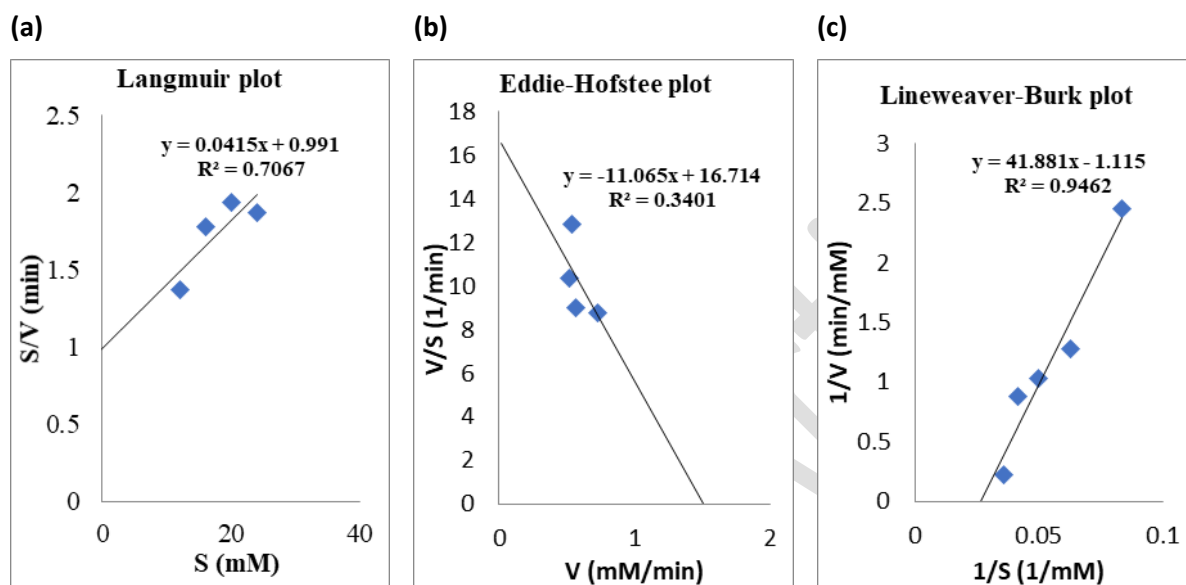 (a)
Langmuir plot
2.5
y = 0.0415x + 0.991
R² = 0.7067
2
1.5
1
0.5
0
0
20
40
S/V (min)
S (mM)
(b)
Eddie-Hofstee plot
18
16
14
12
10
8
6
4
2
0
y = -11.065x + 16.714
R² = 0.3401
0
1
2
V/S (1/min)
V (mM/min)
(c)
Lineweaver-Burk plot
3
y = 41.881x - 1.115
R² = 0.9462
2.5
2
1.5
1
0.5
0
0
0.05
0.1
1/V (min/mM)
1/S (1/mM)